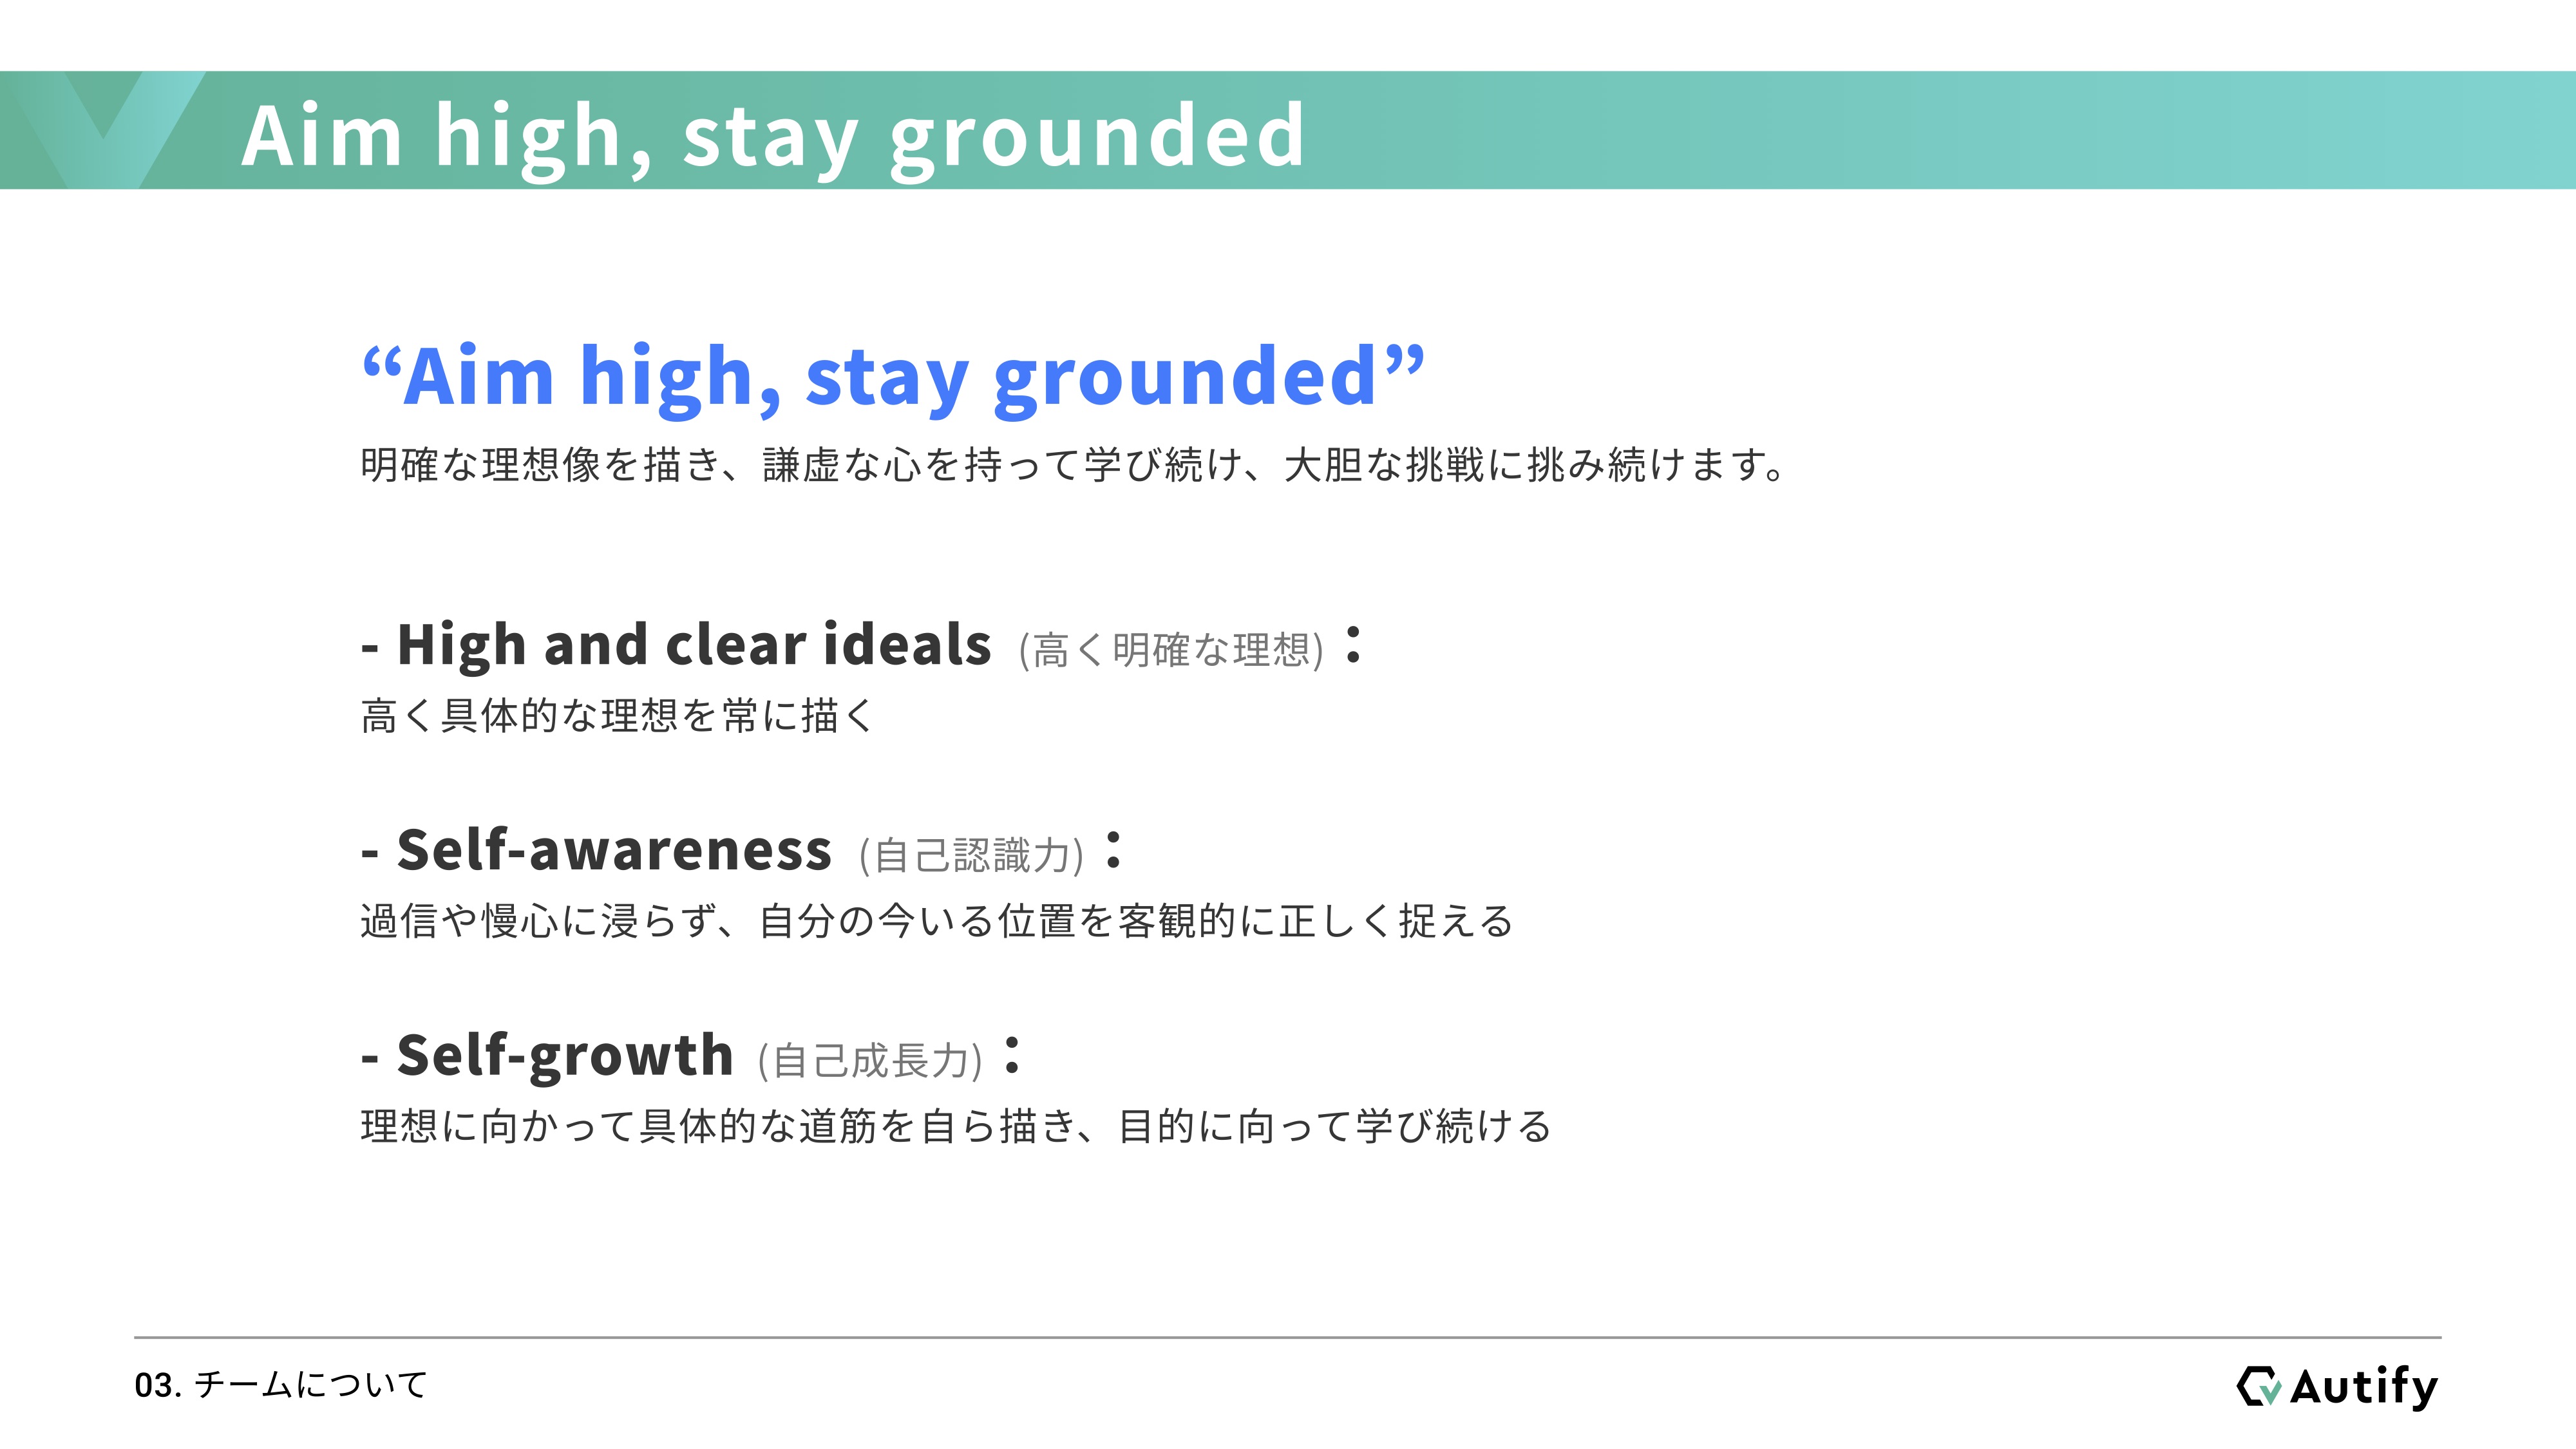 Aim high, stay grounded
“Aim high, stay grounded”
明確な理想像を描き、謙虚な心を持って学び続け、大胆な挑戦に挑み続けます。
- High and clear ideals (高く明確な理想)：
高く具体的な理想を常に描く
- Self-awareness (自己認識力)：
過信や慢心に浸らず、自分の今いる位置を客観的に正しく捉える
- Self-growth (自己成長力)：
理想に向かって具体的な道筋を自ら描き、目的に向って学び続ける
03. チームについて
Autify